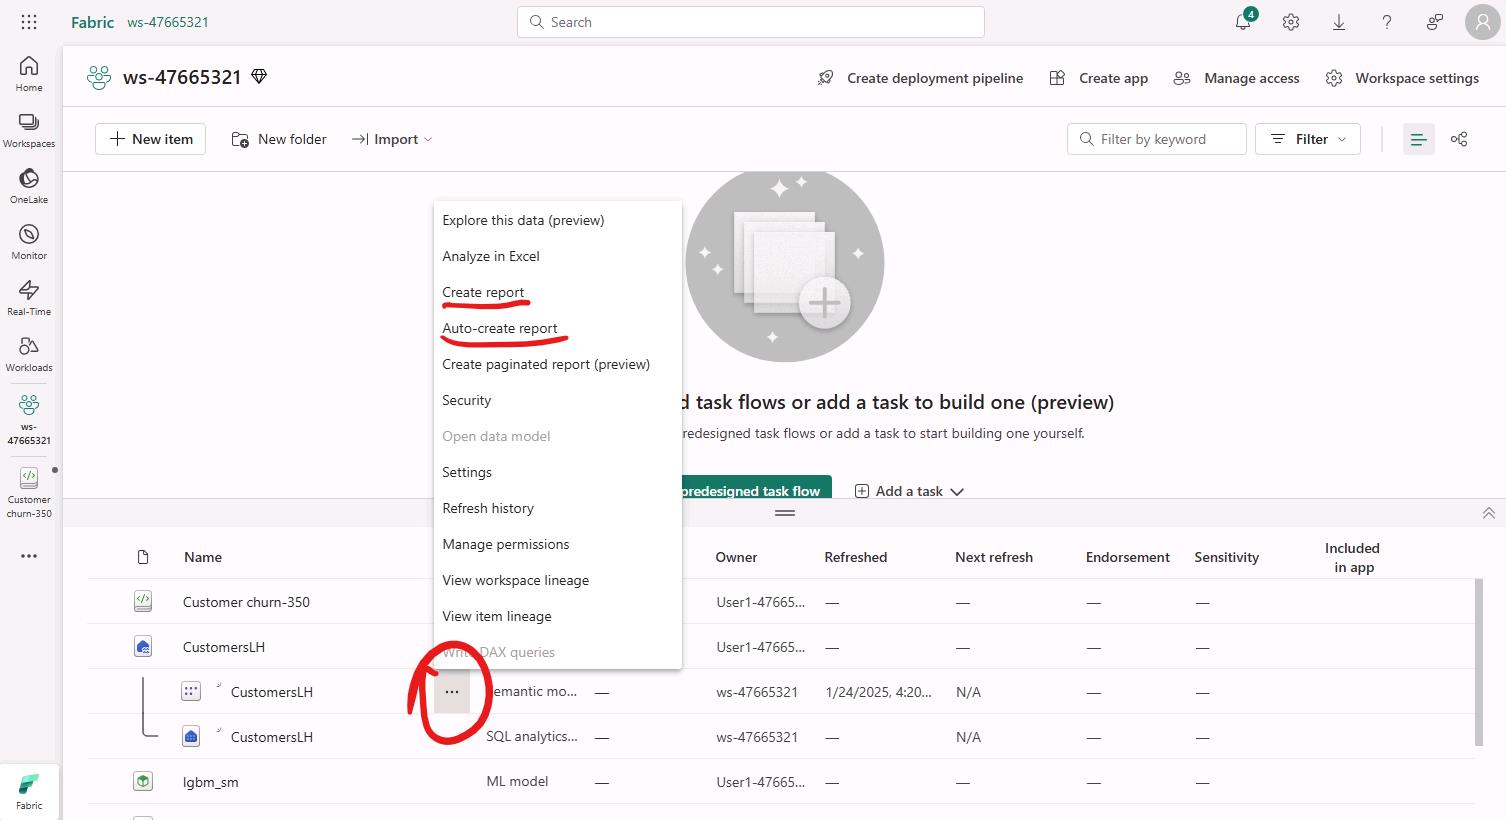 Fabric ws-47665321
Search
4
Home
Workspaces
OneLake
Monitor
Real-Time
Workloads
ws-
47665321
Customer
churn-350
Fabric
ws-47665321
Create deployment pipeline
Create app
Manage access
Workspace settings
New item
New folder
Import
Filter by keyword
Filter
Explore this data (preview)
Analyze in Excel
Create report
Auto-create report
Create paginated report (preview)
Security
Open data model
Settings
Refresh history
Manage permissions
View workspace lineage
View item lineage
Write DAX queries
d task flows or add a task to build one (preview)
redesigned task flows or add a task to start building one yourself.
predesigned task flow
Add a task
Name Owner Refreshed Next refresh Endorsement Sensitivity Included
in app
Customer churn-350 User1-47665... — — — —
CustomersLH User1-47665... — — — —
CustomersLH ... Semantic mo... — ws-47665321 1/24/2025, 4:20... N/A — —
CustomersLH SQL analytics... — ws-47665321 N/A — —
lgbm_sm ML model — User1-47665... — — — —